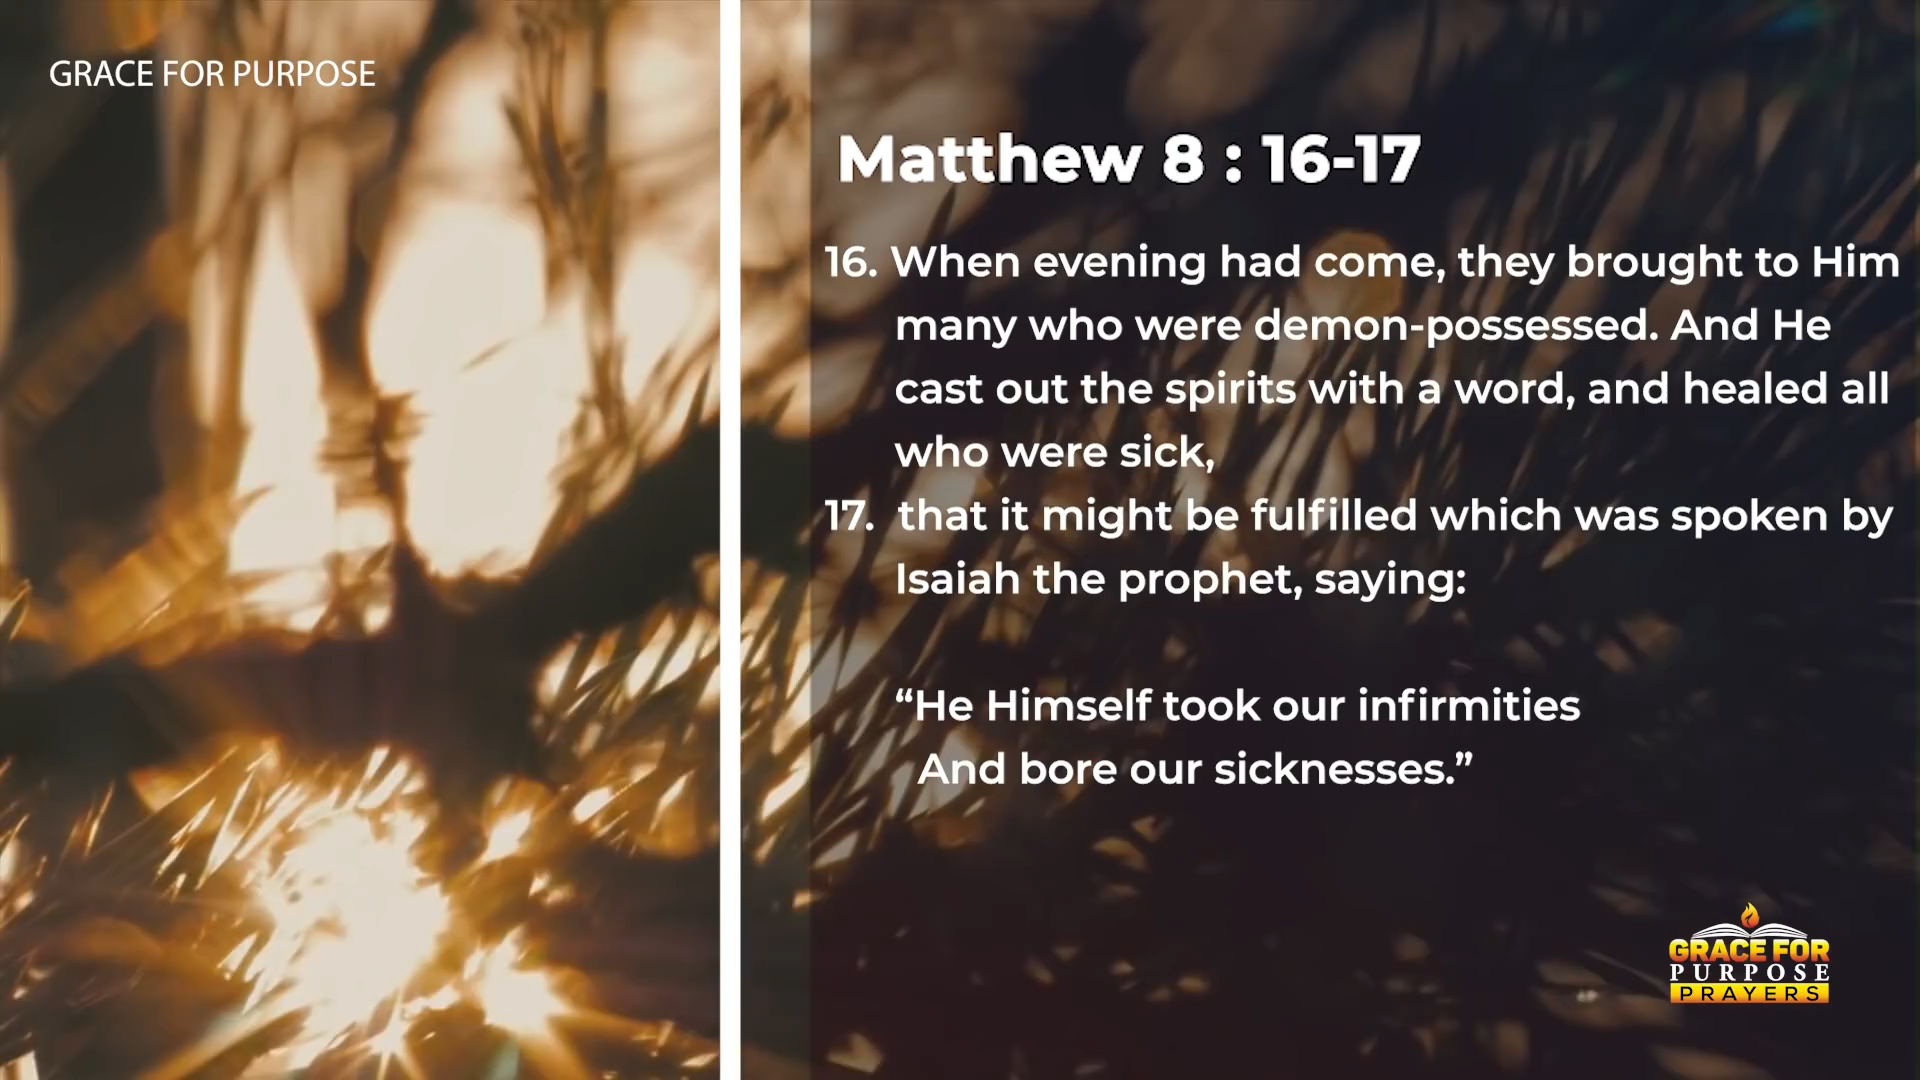 GRACE FOR PURPOSE
Matthew 8 : 16-17
16. When evening had come, they brought to Him
many who were demon-possessed. And He
cast out the spirits with a word, and healed all
who were sick,
17. that it might be fulfilled which was spoken by
Isaiah the prophet, saying:
“He Himself took our infirmities
And bore our sicknesses.”
GRACE FOR
PURPOSE
PRAYERS